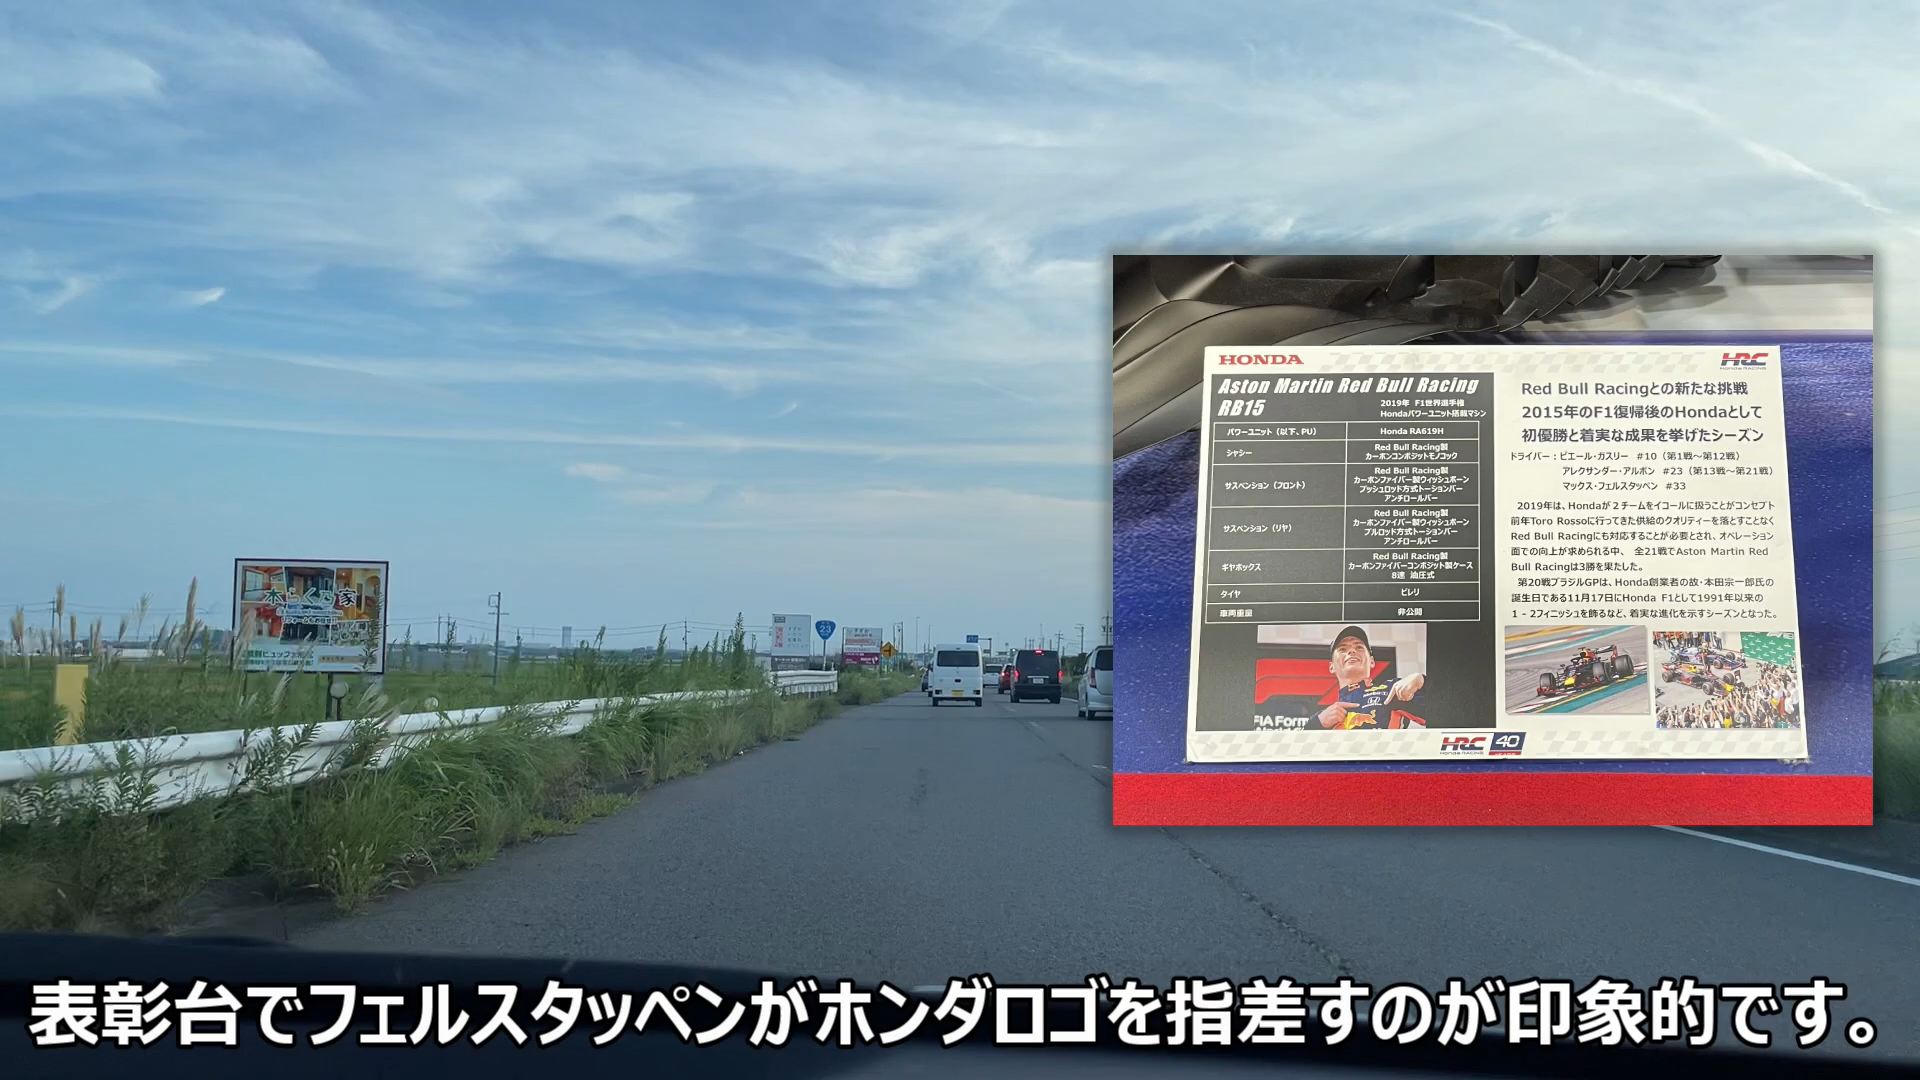 HONDA
HRC
Honda RACING
Aston Martin Red Bull Racing
RB15
2019年 F1世界選手権
Hondaパワーユニット搭載マシン
パワーユニット（以下、PU） Honda RA619H
シャシー Red Bull Racing製
カーボンコンポジットモノコック
サスペンション（フロント） Red Bull Racing製
カーボンファイバー製ウィッシュボーン
プッシュロッド方式トーションバー
アンチロールバー
サスペンション（リヤ） Red Bull Racing製
カーボンファイバー製ウィッシュボーン
プルロッド方式トーションバー
アンチロールバー
ギヤボックス Red Bull Racing製
カーボンファイバーコンポジット製ケース
8速 油圧式
タイヤ ピレリ
車両重量 非公開
Red Bull Racingとの新たな挑戦
2015年のF1復帰後のHondaとして
初優勝と着実な成果を挙げたシーズン
ドライバー：ピエール・ガスリー #10（第1戦～第12戦）
アレクサンダー・アルボン #23（第13戦～第21戦）
マックス・フェルスタッペン #33
2019年は、Hondaが２チームをイコールに扱うことがコンセプト
前年Toro Rossoに行ってきた供給のクオリティーを落とすことなく
Red Bull Racingにも対応することが必要とされ、オペレーション
面での向上が求められる中、 全21戦でAston Martin Red
Bull Racingは3勝を果たした。
第20戦ブラジルGPは、Honda創業者の故・本田宗一郎氏の
誕生日である11月17日にHonda F1として1991年以来の
1‐2フィニッシュを飾るなど、着実な進化を示すシーズンとなった。
FIA Form
HRC 40
木らく乃家
23
表彰台でフェルスタッペンがホンダロゴを指差すのが印象的です。